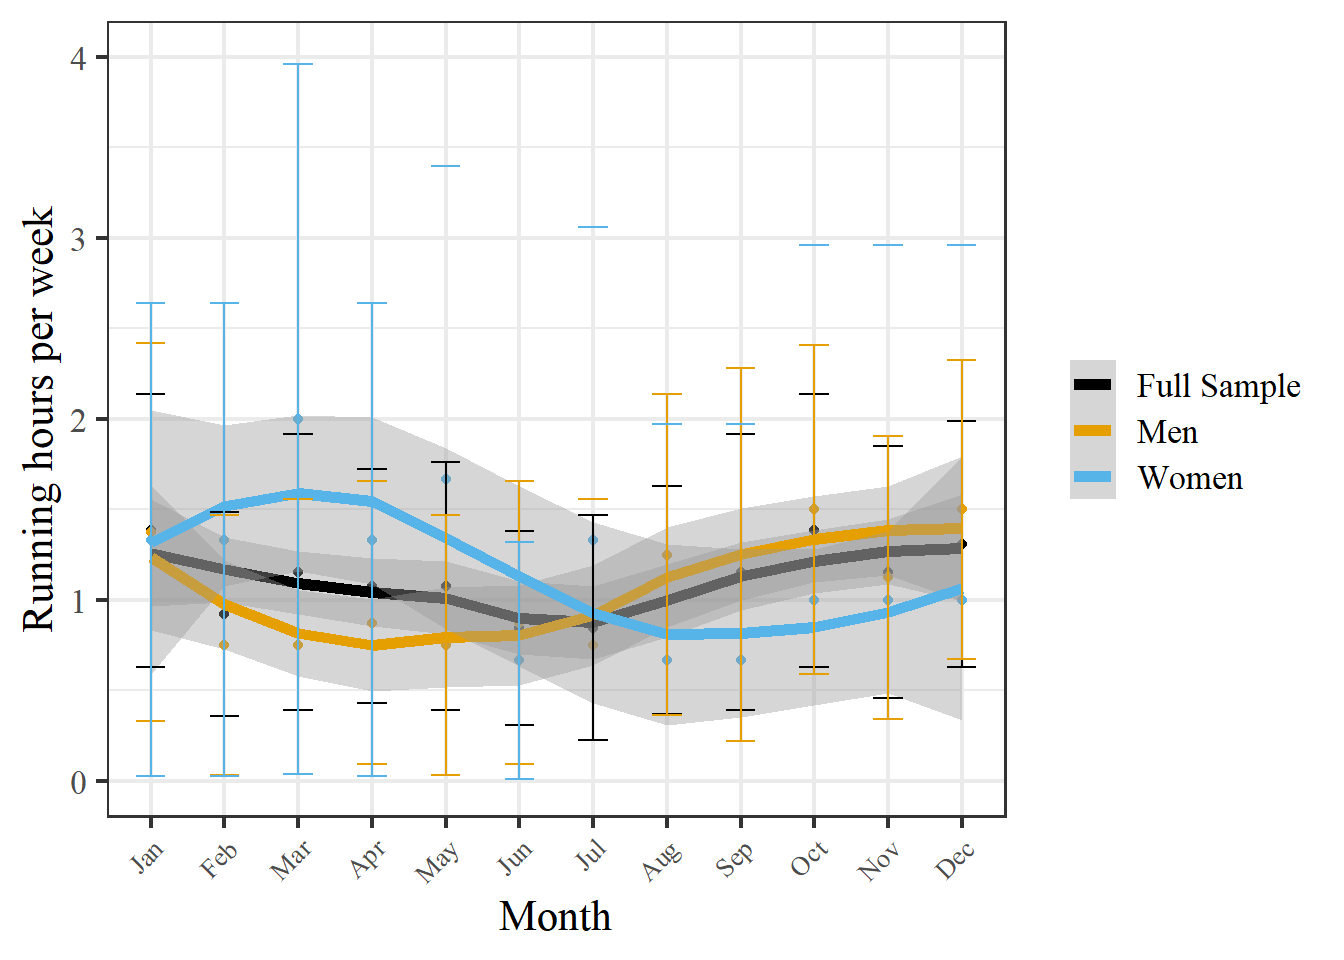 Running hours per week
4
3
2
1
0
Jan
Feb
Mar
Apr
May
Jun
Jul
Aug
Sep
Oct
Nov
Dec
Month
Full Sample
Men
Women